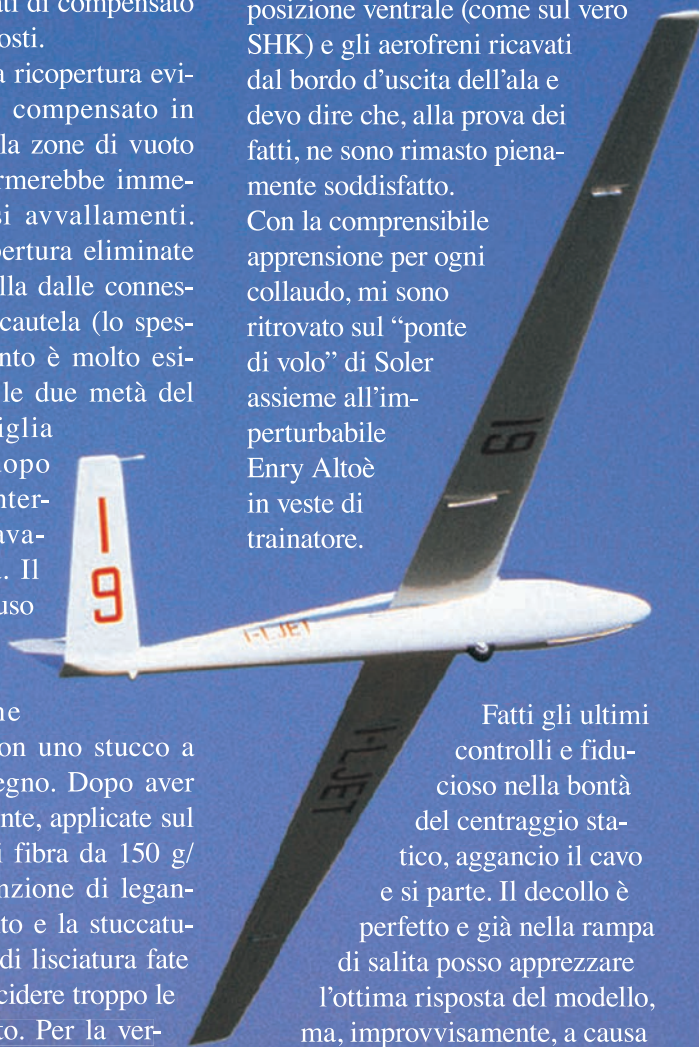 ati di compensato
osti.
a ricopertura evi-
compensato in
la zone di vuoto
rmerebbe imme-
si avvallamenti.
pertura eliminate
lla dalle connes-
cautela (lo spes-
nto è molto esi-
le due metà del
iglia
opo
nter-
ava-
. Il
uso
ne
on uno stucco a
egno. Dopo aver
nte, applicate sul
i fibra da 150 g/
nzione di legan-
to e la stuccatu-
di lisciatura fate
cidere troppo le
to. Per la ver-
posizione ventrale (come sul vero
SHK) e gli aerofreni ricavati
dal bordo d'uscita dell'ala e
devo dire che, alla prova dei
fatti, ne sono rimasto piena-
mente soddisfatto.
Con la comprensibile
apprensione per ogni
collaudo, mi sono
ritrovato sul “ponte
di volo” di Soler
assieme all'im-
perturbabile
Enry Altoè
in veste di
trainatore.
Fatti gli ultimi
controlli e fidu-
cioso nella bontà
del centraggio sta-
tico, aggancio il cavo
e si parte. Il decollo è
perfetto e già nella rampa
di salita posso apprezzare
l'ottima risposta del modello,
ma, improvvisamente, a causa
19
19
I-LJET
I-LJET